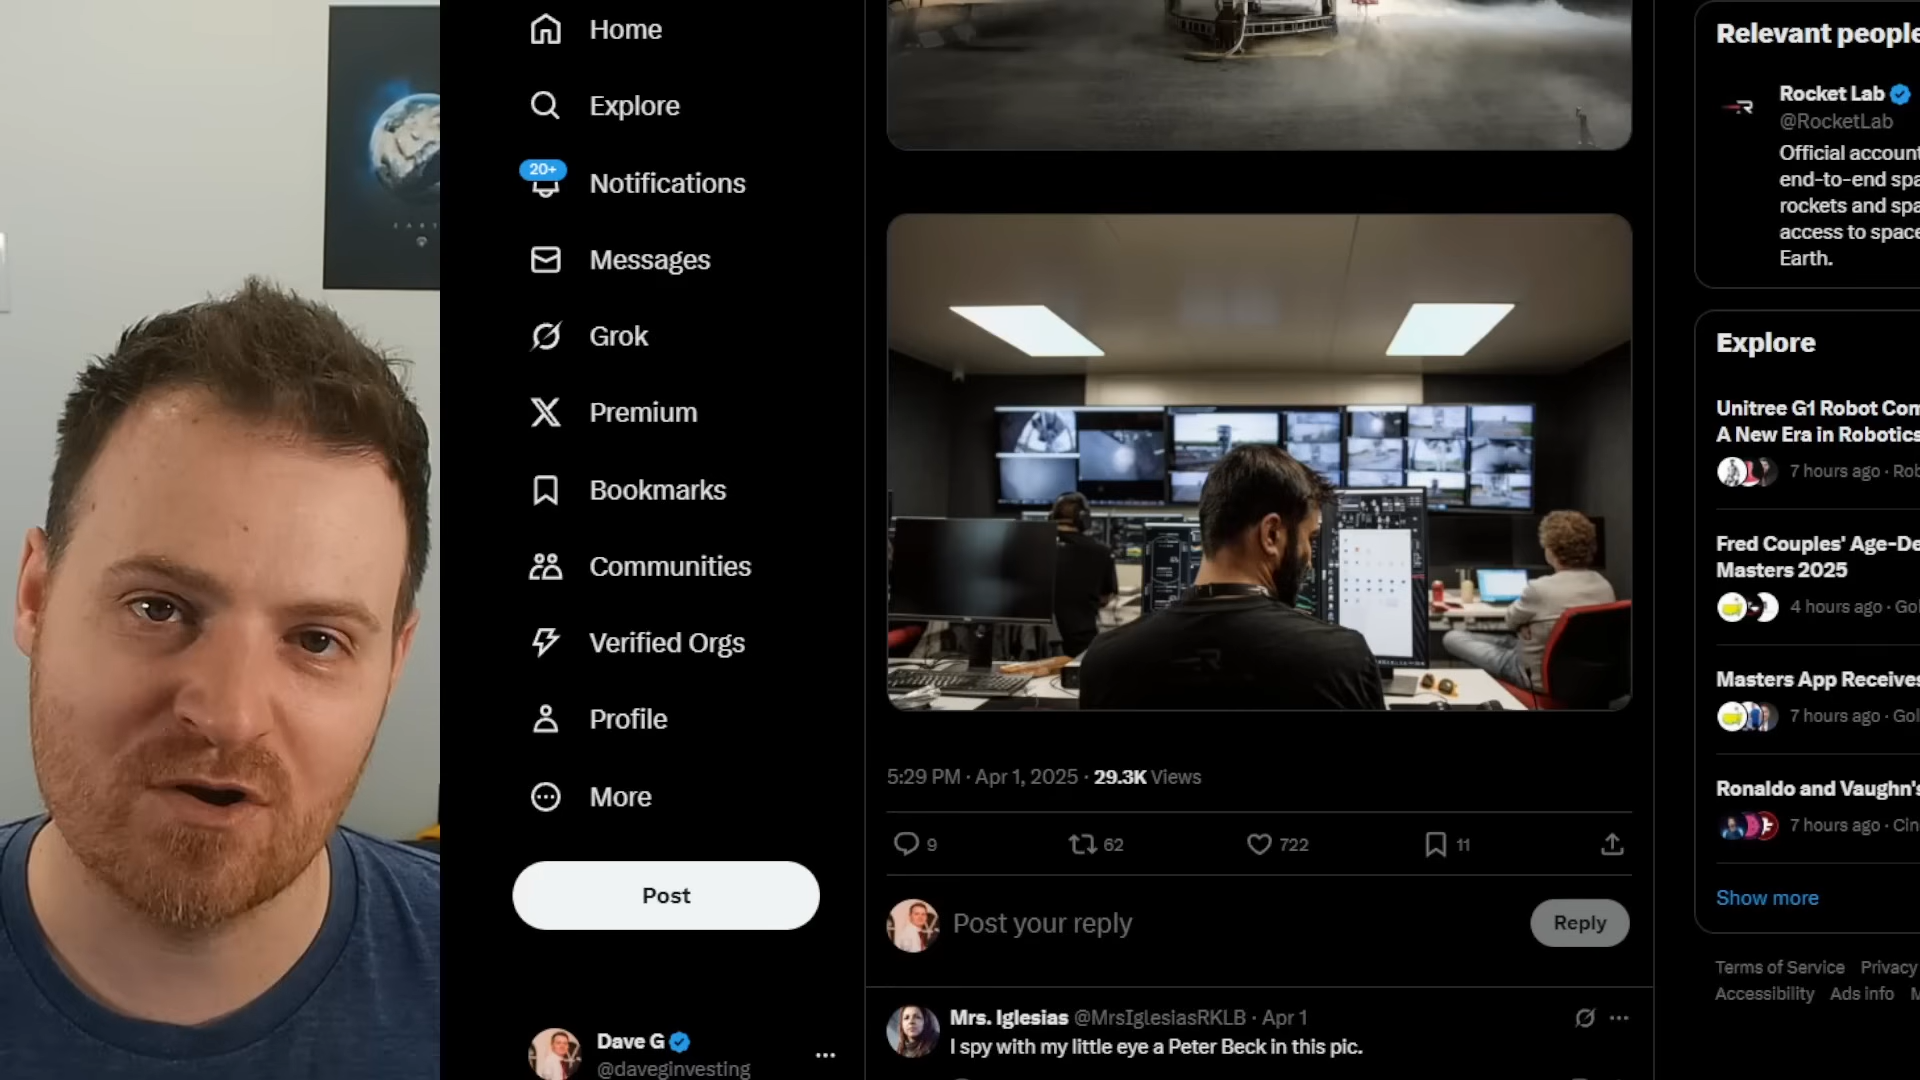 Home
Explore
20+
Notifications
Messages
Grok
Premium
Bookmarks
Communities
Verified Orgs
Profile
More
Post
Dave G
@daveginvesting
5:29 PM · Apr 1, 2025 · 29.3K Views
9
62
722
11
Post your reply
Reply
Mrs. Iglesias @MrsIglesiasRKLB · Apr 1
I spy with my little eye a Peter Beck in this pic.
Relevant people
Rocket Lab
@RocketLab
Official account
end-to-end spa
rockets and spa
access to space
Earth.
Explore
Unitree G1 Robot Com
A New Era in Robotics
7 hours ago · Rob
Fred Couples' Age-De
Masters 2025
4 hours ago · Gol
Masters App Receives
7 hours ago · Gol
Ronaldo and Vaughn's
7 hours ago · Cin
Show more
Terms of Service Privacy
Accessibility Ads info